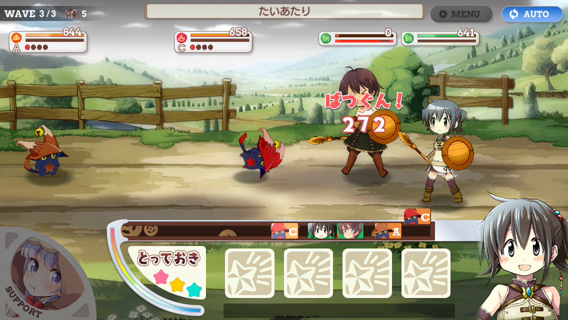 WAVE 3/3 5
たいあたり
MENU
AUTO
844
A
658
C
0
641
ばつぐん!
272
C
A
C
とっておき
SUPPORT